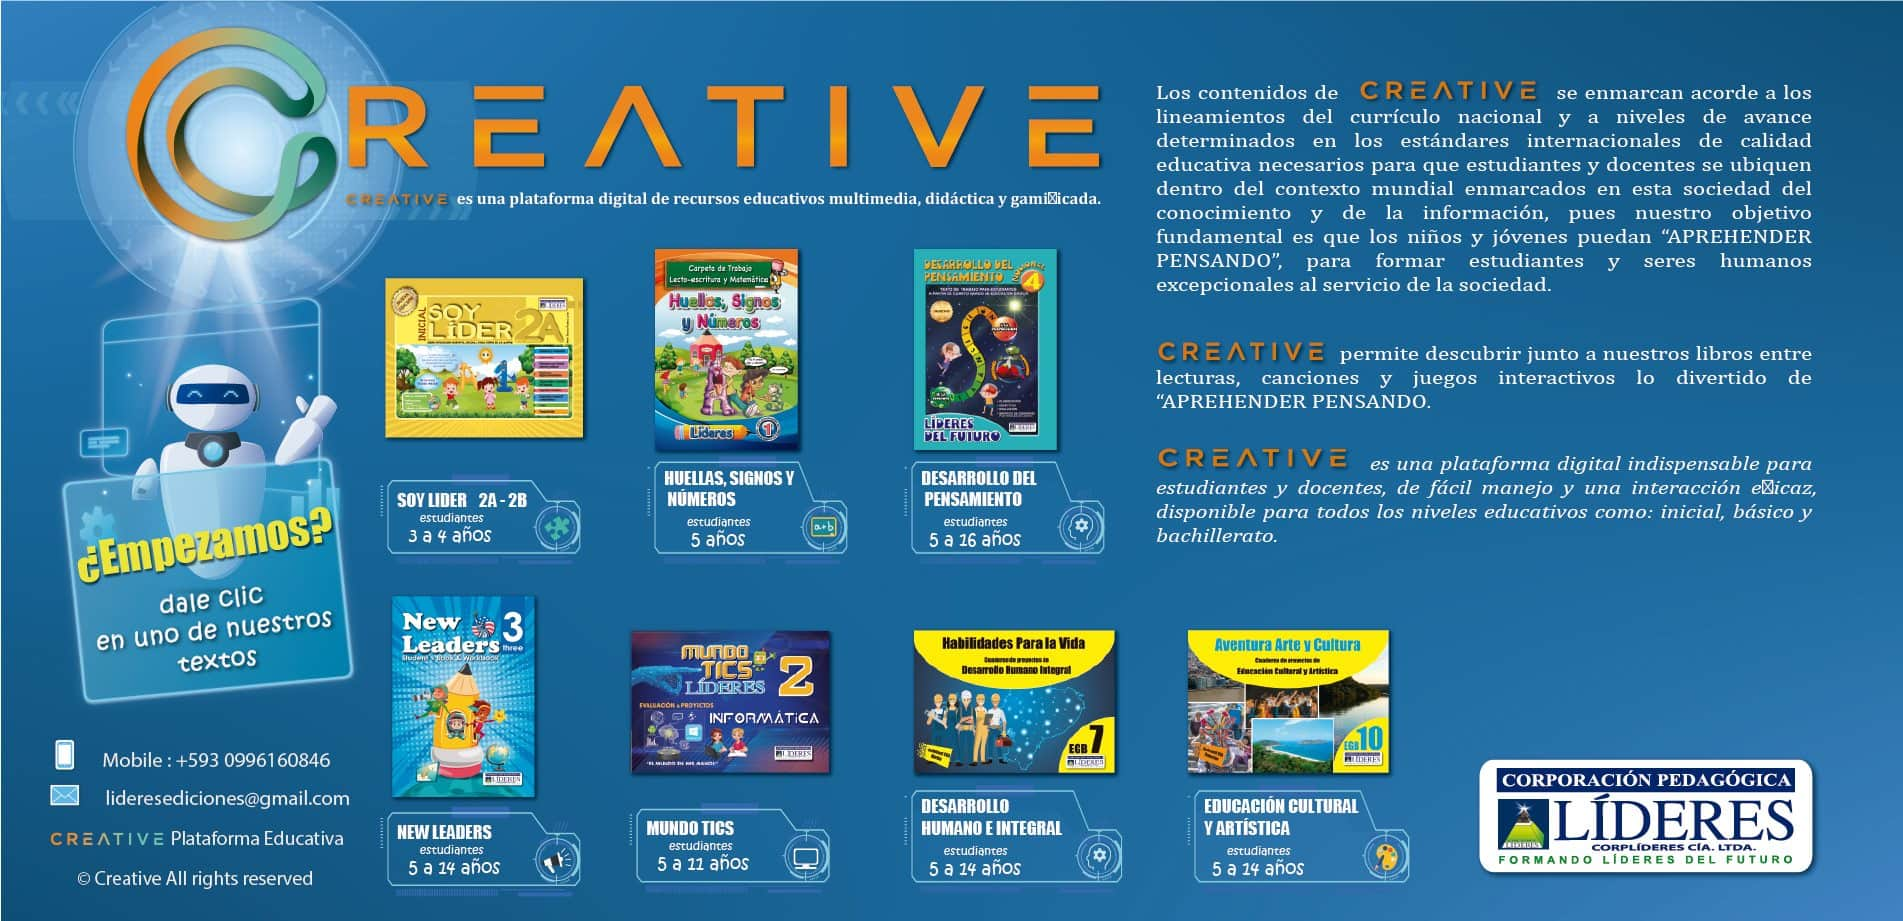 CREATIVE
CREATIVE es una plataforma digital de recursos educativos multimedia, didáctica y gami☒icada.
Los contenidos de CREATIVE se enmarcan acorde a los
lineamientos del currículo nacional y a niveles de avance
determinados en los estándares internacionales de calidad
educativa necesarios para que estudiantes y docentes se ubiquen
dentro del contexto mundial enmarcados en esta sociedad del
conocimiento y de la información, pues nuestro objetivo
fundamental es que los niños y jóvenes puedan “APREHENDER
PENSANDO”, para formar estudiantes y seres humanos
excepcionales al servicio de la sociedad.
CREATIVE permite descubrir junto a nuestros libros entre
lecturas, canciones y juegos interactivos lo divertido de
“APREHENDER PENSANDO.
CREATIVE es una plataforma digital indispensable para
estudiantes y docentes, de fácil manejo y una interacción e☒icaz,
disponible para todos los niveles educativos como: inicial, básico y
bachillerato.
¿Empezamos?
dale clic
en uno de nuestros
textos
INICIAL
SOY
LÍDER 2A
SOY LIDER 2A - 2B
estudiantes
3 a 4 años
Carpeta de Trabajo
Lecto-escritura y Matemática
Huellas, Signos
y Números
Líderes
1
HUELLAS, SIGNOS Y
NÚMEROS
estudiantes
5 años
a+b
DESARROLLO DEL
PENSAMIENTO
4
LÍDERES
DEL FUTURO
DESARROLLO DEL
PENSAMIENTO
estudiantes
5 a 16 años
New
Leaders
3
three
Student's Book & Workbook
LÍDERES
NEW LEADERS
estudiantes
5 a 14 años
MUNDO
TICS
LÍDERES
2
EVALUACIÓN & PROYECTOS
INFORMÁTICA
"EL MUNDO EN MIS MANOS"
LÍDERES
MUNDO TICS
estudiantes
5 a 11 años
Habilidades Para la Vida
Cuaderno de proyectos de
Desarrollo Humano Integral
EGB 7
LÍDERES
DESARROLLO
HUMANO E INTEGRAL
estudiantes
5 a 14 años
Aventura Arte y Cultura
Cuaderno de proyectos de
Educación Cultural y Artística
EGB 10
LÍDERES
EDUCACIÓN CULTURAL
Y ARTÍSTICA
estudiantes
5 a 14 años
Mobile : +593 0996160846
lideresediciones@gmail.com
CREATIVE Plataforma Educativa
© Creative All rights reserved
CORPORACIÓN PEDAGÓGICA
LÍDERES
LÍDERES
CORPLÍDERES CÍA. LTDA.
FORMANDO LÍDERES DEL FUTURO